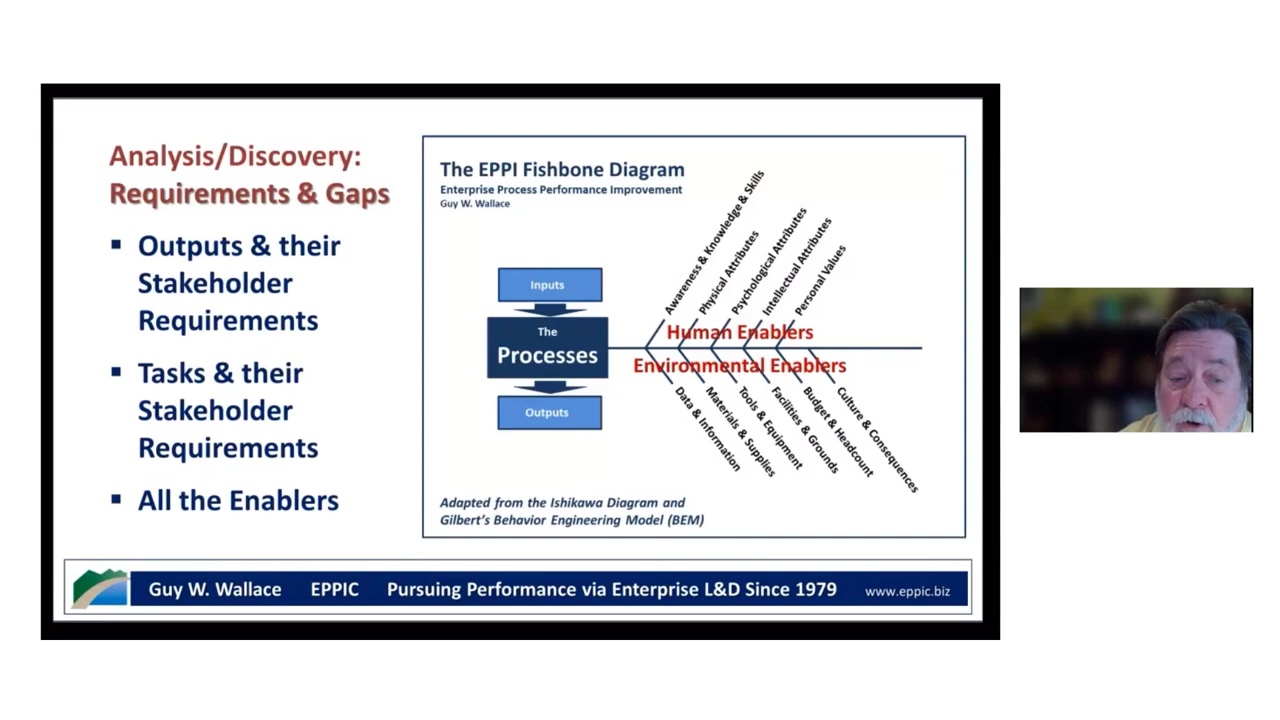 Analysis/Discovery:
Requirements & Gaps
▪ Outputs & their
Stakeholder
Requirements
▪ Tasks & their
Stakeholder
Requirements
▪ All the Enablers
The EPPI Fishbone Diagram
Enterprise Process Performance Improvement
Guy W. Wallace
Inputs
The
Processes
Outputs
Awareness & Knowledge & Skills
Physical Attributes
Psychological Attributes
Intellectual Attributes
Personal Values
Human Enablers
Environmental Enablers
Data & Information
Materials & Supplies
Tools & Equipment
Facilities & Grounds
Budget & Headcount
Culture & Consequences
Adapted from the Ishikawa Diagram and
Gilbert's Behavior Engineering Model (BEM)
Guy W. Wallace EPPIC Pursuing Performance via Enterprise L&D Since 1979 www.eppic.biz